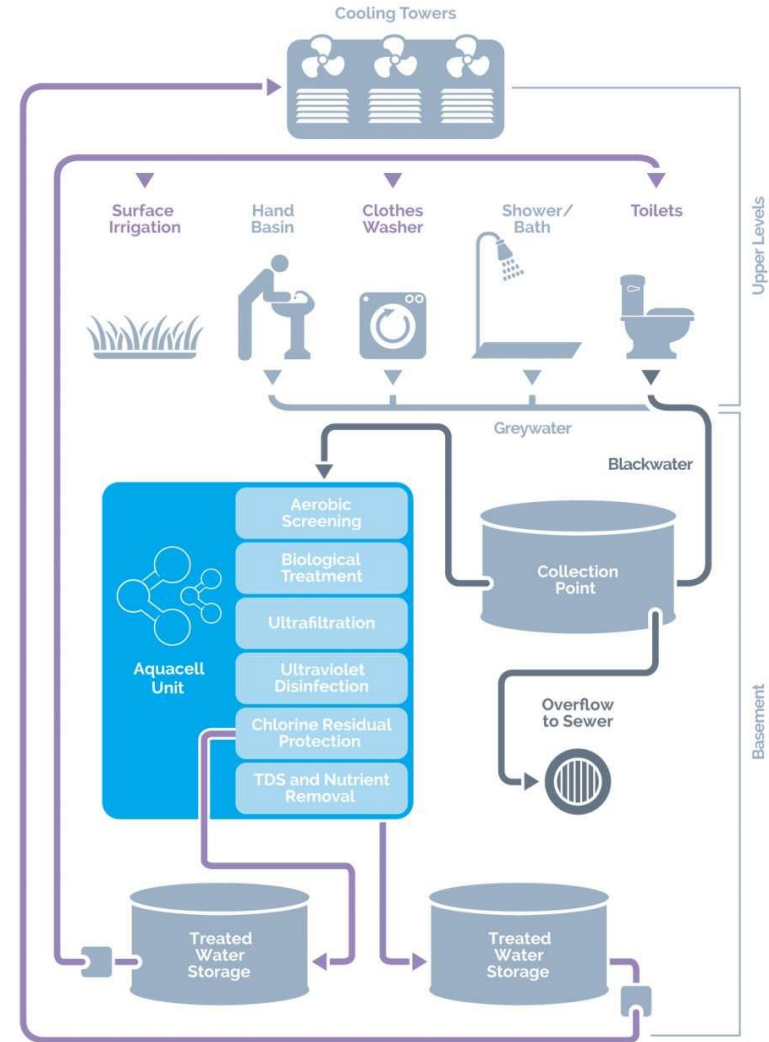 Cooling Towers
Surface
Irrigation
Hand
Basin
Clothes
Washer
Shower/
Bath
Toilets
Upper Levels
Greywater
Blackwater
Aerobic
Screening
Biological
Treatment
Ultrafiltration
Aquacell
Unit
Ultraviolet
Disinfection
Chlorine Residual
Protection
TDS and Nutrient
Removal
Collection
Point
Overflow
to Sewer
Basement
Treated
Water
Storage
Treated
Water
Storage